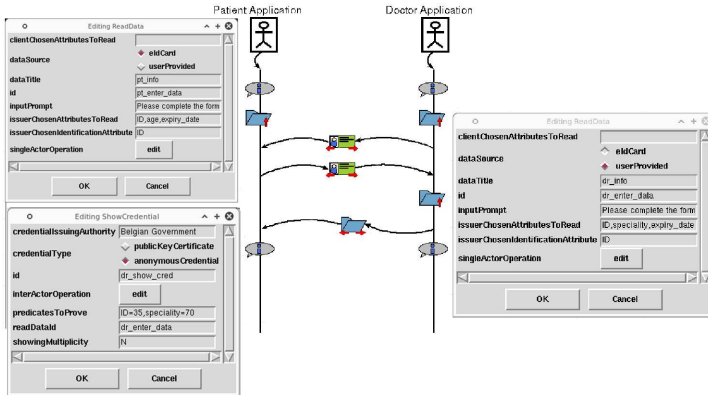 Patient Application
Doctor Application
Editing ReadData
clientChosenAttributesToRead
dataSource
eIdCard
userProvided
dataTitle pt_info
id pt_enter_data
inputPrompt Please complete the form
issuerChosenAttributesToRead ID,age,expiry_date
issuerChosenIdentificationAttribute ID
singleActorOperation edit
OK Cancel
Editing ShowCredential
credentialIssuingAuthority Belgian Government
credentialType
publicKeyCertificate
anonymousCredential
id dr_show_cred
interActorOperation edit
predicatesToProve ID=35,speciality=70
readDataId dr_enter_data
showingMultiplicity N
OK Cancel
Editing ReadData
clientChosenAttributesToRead
dataSource
eIdCard
userProvided
dataTitle dr_info
id dr_enter_data
inputPrompt Please complete the form
issuerChosenAttributesToRead ID,speciality,expiry_date
issuerChosenIdentificationAttribute ID
singleActorOperation edit
OK Cancel